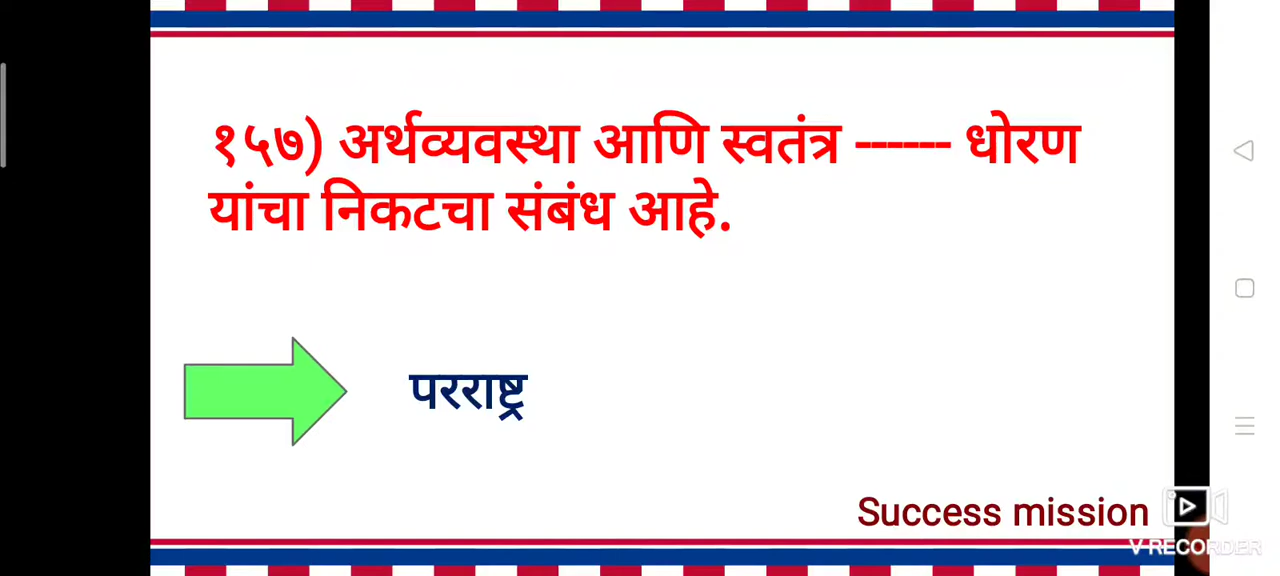 १५७) अर्थव्यवस्था आणि स्वतंत्र ------ धोरण
यांचा निकटचा संबंध आहे.
परराष्ट्र
Success mission
V RECORDER